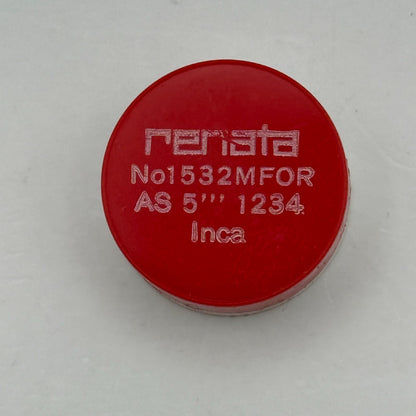 renata
No1532MFOR
AS 5''' 1234
Inca